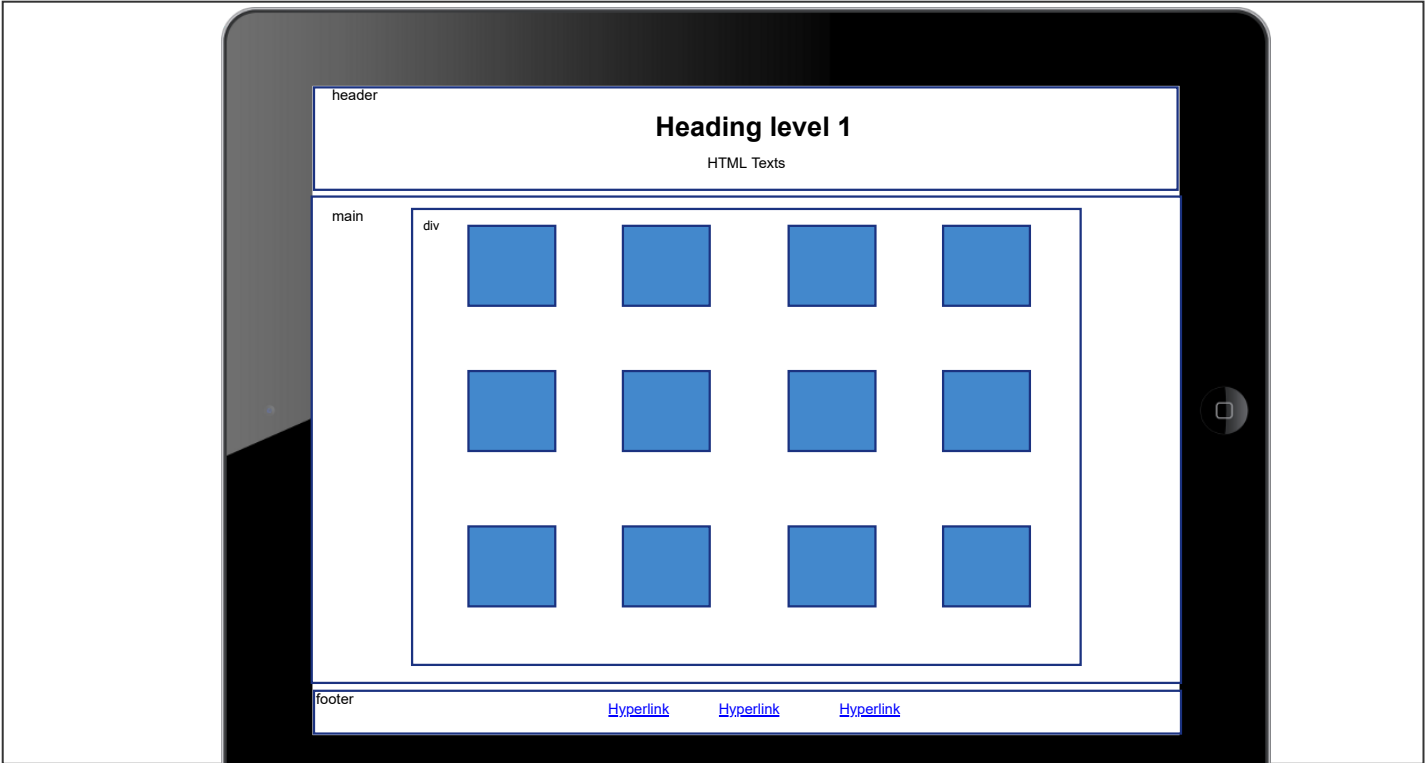 header
Heading level 1
HTML Texts
main
div
footer
Hyperlink Hyperlink Hyperlink